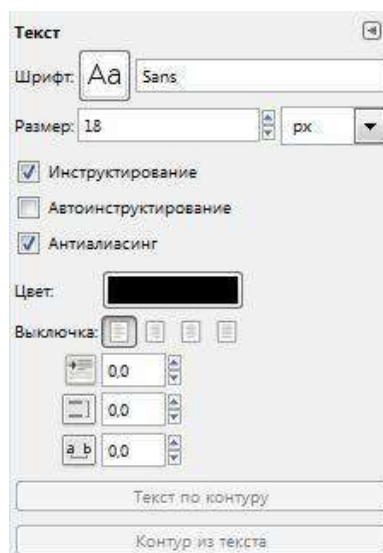 Текст
Шрифт: Aa Sans
Размер: 18 px
Инструктирование
Автоинструктирование
Антиалиасинг
Цвет:
Выключка:
0,0
0,0
a b 0,0
Текст по контуру
Контур из текста